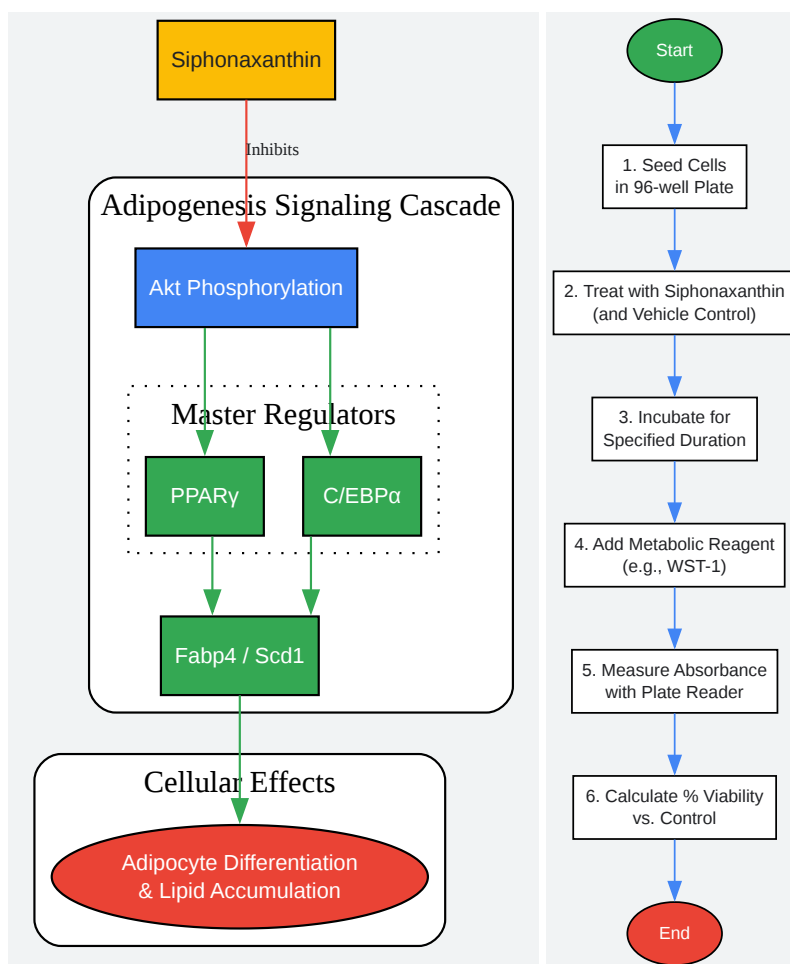 Siphonaxanthin
Inhibits
Adipogenesis Signaling Cascade
Akt Phosphorylation
Master Regulators
PPARγ
C/EBPα
Fabp4 / Scd1
Cellular Effects
Adipocyte Differentiation
& Lipid Accumulation
Start
1. Seed Cells
in 96-well Plate
2. Treat with Siphonaxanthin
(and Vehicle Control)
3. Incubate for
Specified Duration
4. Add Metabolic Reagent
(e.g., WST-1)
5. Measure Absorbance
with Plate Reader
6. Calculate % Viability
vs. Control
End